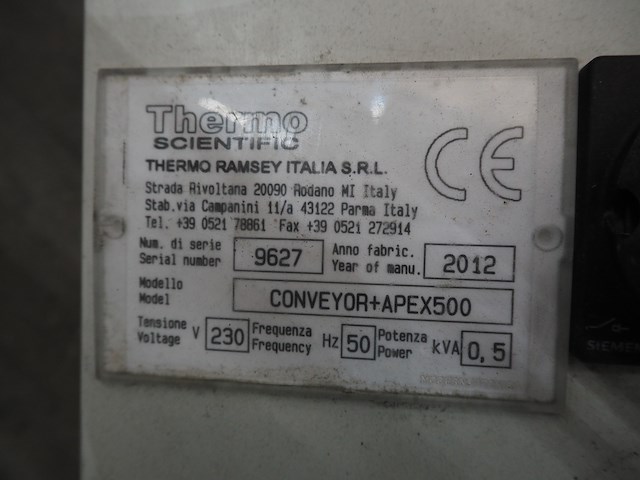 Thermo
SCIENTIFIC
CE
THERMO RAMSEY ITALIA S.R.L.
Strada Rivoltana 20090 Rodano MI Italy
Stab.via Campanini 11/a 43122 Parma Italy
Tel. +39 0521 78861 Fax +39 0521 272914
Num. di serie
Serial number
9627
Anno fabric.
Year of manu.
2012
Modello
Model
CONVEYOR+APEX500
Tensione
Voltage
V
230
Frequenza
Frequency
Hz
50
Potenza
Power
kVA
0,5
SIEMEN